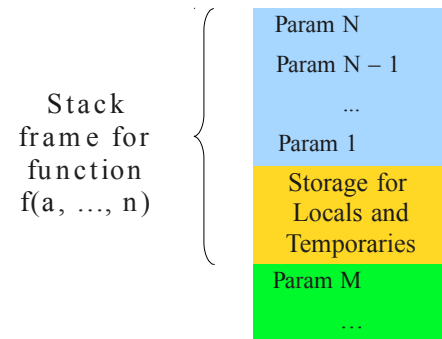 Stack
frame for
function
f(a, ..., n)
Param N
Param N – 1
...
Param 1
Storage for
Locals and
Temporaries
Param M
...